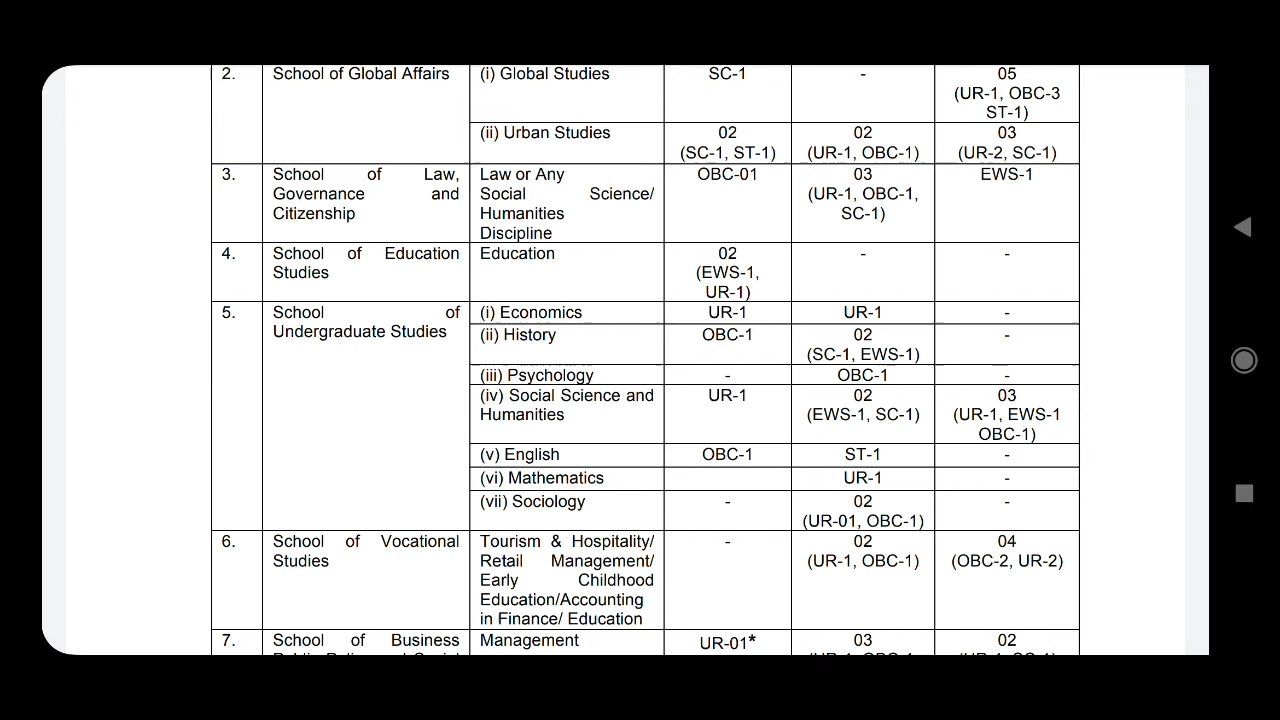 2. School of Global Affairs (i) Global Studies SC-1 - 05
(UR-1, OBC-3
ST-1)
(ii) Urban Studies 02 02 03
(SC-1, ST-1) (UR-1, OBC-1) (UR-2, SC-1)
3. School of Law, Law or Any OBC-01 03 EWS-1
Governance and Social Science/ (UR-1, OBC-1,
Citizenship Humanities SC-1)
Discipline
4. School of Education Education 02 - -
Studies (EWS-1,
UR-1)
5. School of (i) Economics UR-1 UR-1 -
Undergraduate Studies (ii) History OBC-1 02 -
(SC-1, EWS-1)
(iii) Psychology - OBC-1 -
(iv) Social Science and UR-1 02 03
Humanities (EWS-1, SC-1) (UR-1, EWS-1
OBC-1)
(v) English OBC-1 ST-1 -
(vi) Mathematics UR-1 -
(vii) Sociology - 02 -
(UR-01, OBC-1)
6. School of Vocational Tourism & Hospitality/ - 02 04
Studies Retail Management/ (UR-1, OBC-1) (OBC-2, UR-2)
Early Childhood
Education/Accounting
in Finance/ Education
7. School of Business Management UR-01* 03 02